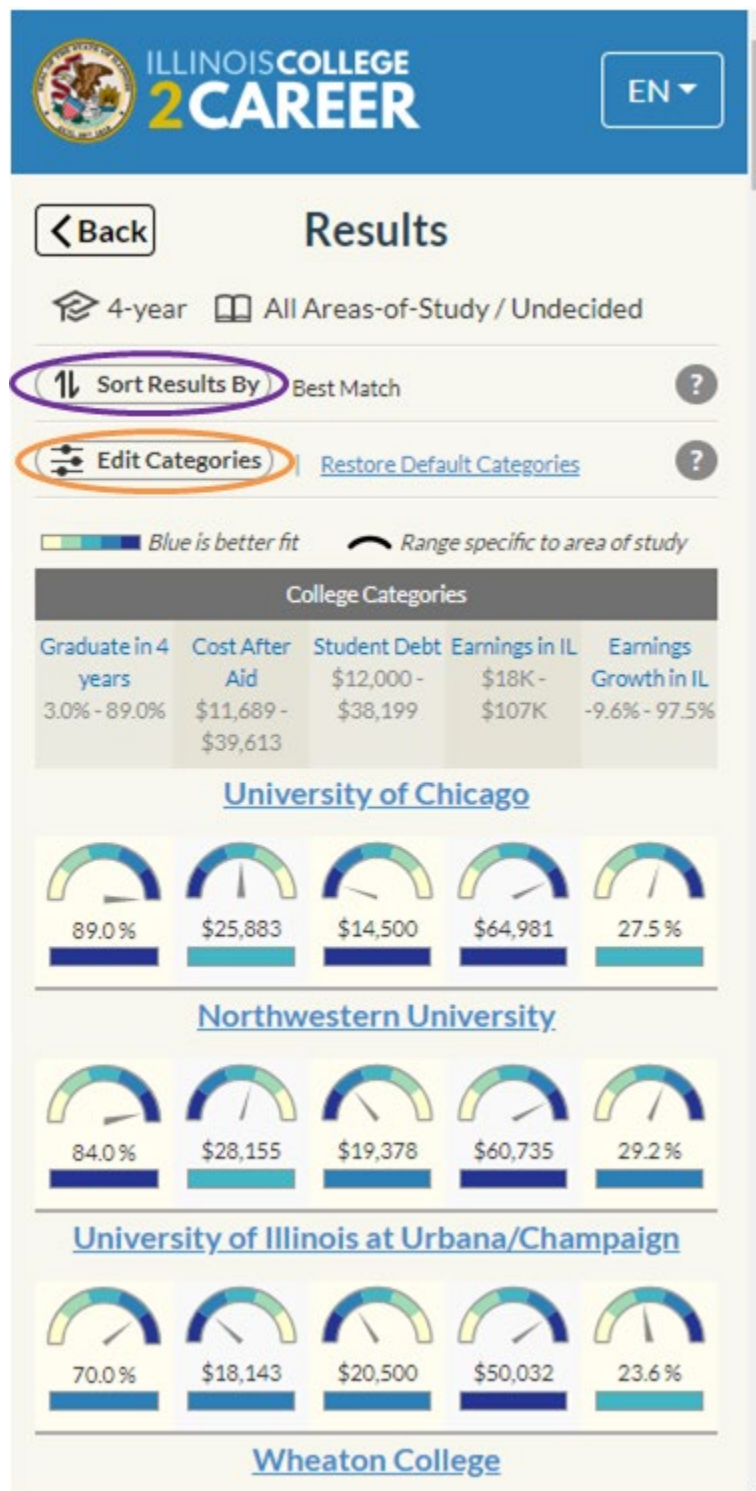 ILLINOISCOLLEGE
2CAREER
EN
Back
Results
4-year All Areas-of-Study / Undecided
Sort Results By Best Match ?
Edit Categories | Restore Default Categories ?
Blue is better fit Range specific to area of study
College Categories
Graduate in 4 Cost After Student Debt Earnings in IL Earnings
years Aid $12,000 - $18K - Growth in IL
3.0% - 89.0% $11,689 - $38,199 $107K -9.6% - 97.5%
$39,613
University of Chicago
89.0% $25,883 $14,500 $64,981 27.5%
Northwestern University
84.0% $28,155 $19,378 $60,735 29.2%
University of Illinois at Urbana/Champaign
70.0% $18,143 $20,500 $50,032 23.6%
Wheaton College